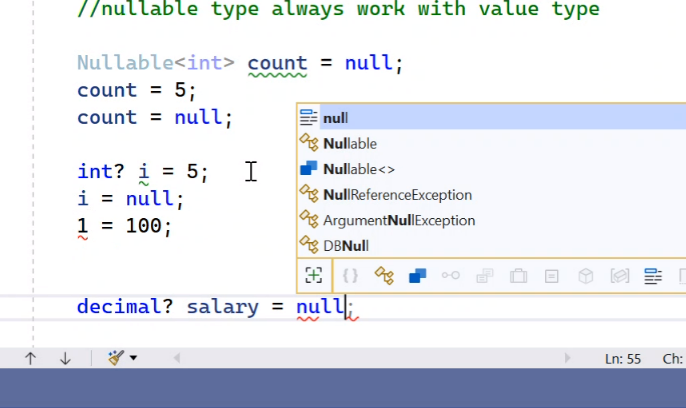 //nullable type always work with value type
Nullable<int> count = null;
count = 5;
count = null;
null
Nullable
int? i = 5;
Nullable<>
i = null;
NullReferenceException
1 = 100;
ArgumentNullException
DBNull
decimal? salary = null;
Ln: 55 Ch: